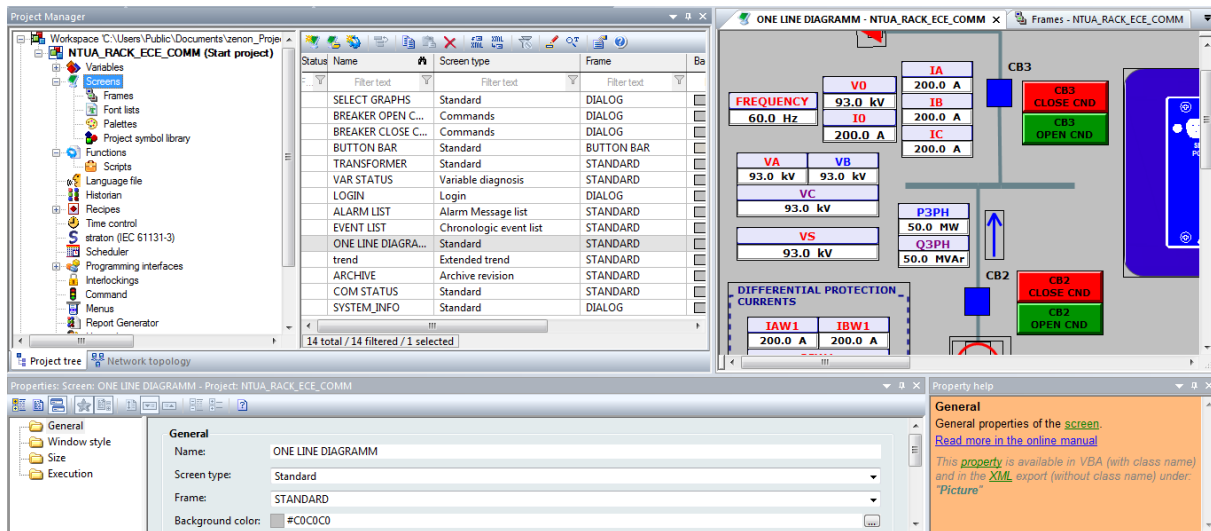 Project Manager
Workspace 'C:\Users\Public\Documents\zenon_Proje
NTUA_RACK_ECE_COMM (Start project)
Variables
Screens
Frames
Font lists
Palettes
Project symbol library
Functions
Scripts
Language file
Historian
Recipes
Time control
straton (IEC 61131-3)
Scheduler
Programming interfaces
Interlockings
Command
Menus
Report Generator
Project tree
Network topology
Status Name Screen type Frame Ba
F... Filter text Filter text Filter text
SELECT GRAPHS Standard DIALOG
BREAKER OPEN C... Commands DIALOG
BREAKER CLOSE C... Commands DIALOG
BUTTON BAR Standard BUTTON BAR
TRANSFORMER Standard STANDARD
VAR STATUS Variable diagnosis STANDARD
LOGIN Login DIALOG
ALARM LIST Alarm Message list STANDARD
EVENT LIST Chronologic event list STANDARD
ONE LINE DIAGRA... Standard STANDARD
trend Extended trend STANDARD
ARCHIVE Archive revision STANDARD
COM STATUS Standard STANDARD
SYSTEM_INFO Standard DIALOG
14 total / 14 filtered / 1 selected
ONE LINE DIAGRAMM - NTUA_RACK_ECE_COMM
Frames - NTUA_RACK_ECE_COMM
FREQUENCY
60.0 Hz
V0
93.0 kV
I0
200.0 A
IA
200.0 A
IB
200.0 A
IC
200.0 A
CB3
CB3
CLOSE CND
CB3
OPEN CND
VA VB
93.0 kV 93.0 kV
VC
93.0 kV
VS
93.0 kV
P3PH
50.0 MW
Q3PH
50.0 MVAr
CB2
CB2
CLOSE CND
CB2
OPEN CND
DIFFERENTIAL PROTECTION
CURRENTS
IAW1 IBW1
200.0 A 200.0 A
Properties: Screen: ONE LINE DIAGRAMM - Project: NTUA_RACK_ECE_COMM
General
Window style
Size
Execution
General
Name: ONE LINE DIAGRAMM
Screen type: Standard
Frame: STANDARD
Background color: #C0C0C0
...
Property help
General
General properties of the screen.
Read more in the online manual
This property is available in VBA (with class name)
and in the XML export (without class name) under:
"Picture"